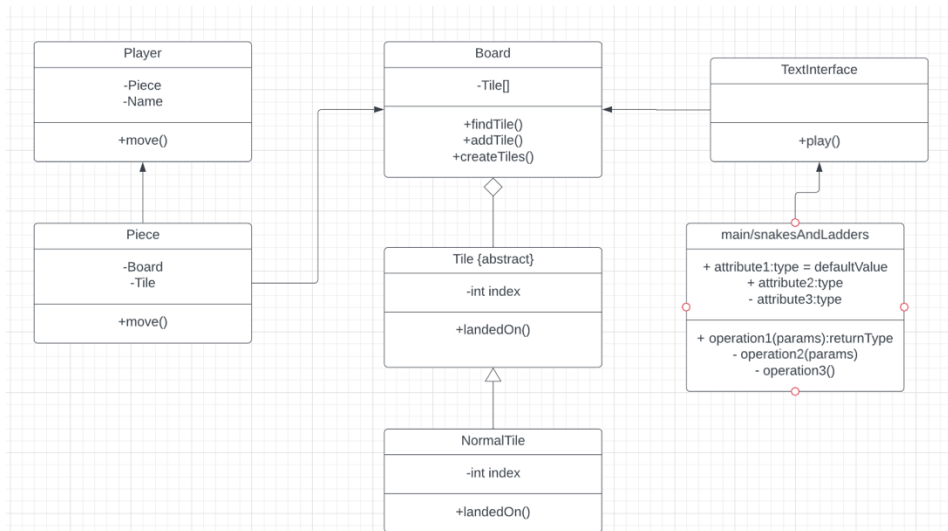 Player
-Piece
-Name
+move()
Board
-Tile[]
+findTile()
+addTile()
+createTiles()
TextInterface
+play()
Piece
-Board
-Tile
+move()
Tile {abstract}
-int index
+landedOn()
main/snakesAndLadders
+ attribute1:type = defaultValue
+ attribute2:type
- attribute3:type
+ operation1(params):returnType
- operation2(params)
- operation3()
NormalTile
-int index
+landedOn()